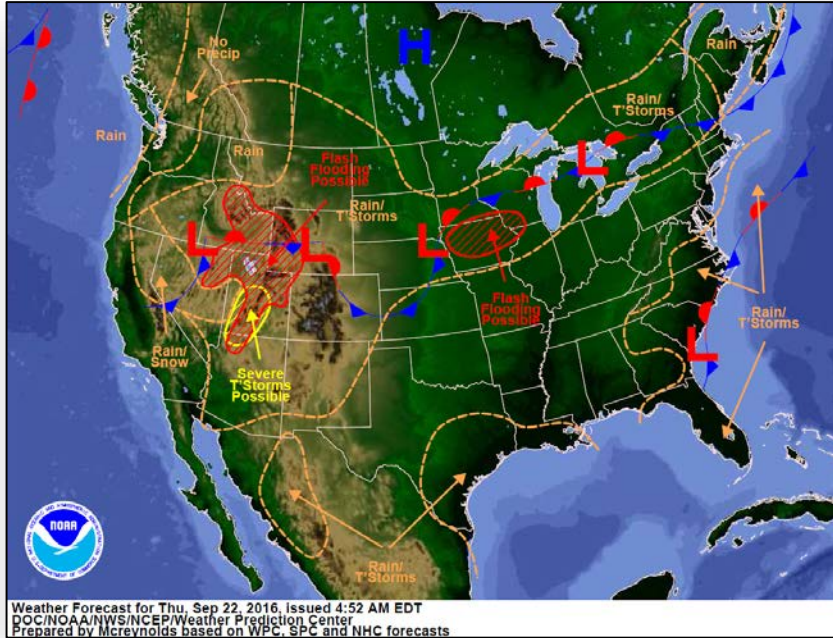 No
Precip
H
Rain
Rain/
T'Storms
Rain
Rain
Flash
Flooding
Possible
Rain/
T'Storms
L
L
L
L
L
Flash
Flooding
Possible
Rain/
T'Storms
Rain/
Snow
Severe
T'Storms
Possible
Rain/
T'Storms
NOAA
Weather Forecast for Thu, Sep 22, 2016, issued 4:52 AM EDT
DOC/NOAA/NWS/NCEP/Weather Prediction Center
Prepared by Mcreynolds based on WPC, SPC and NHC forecasts